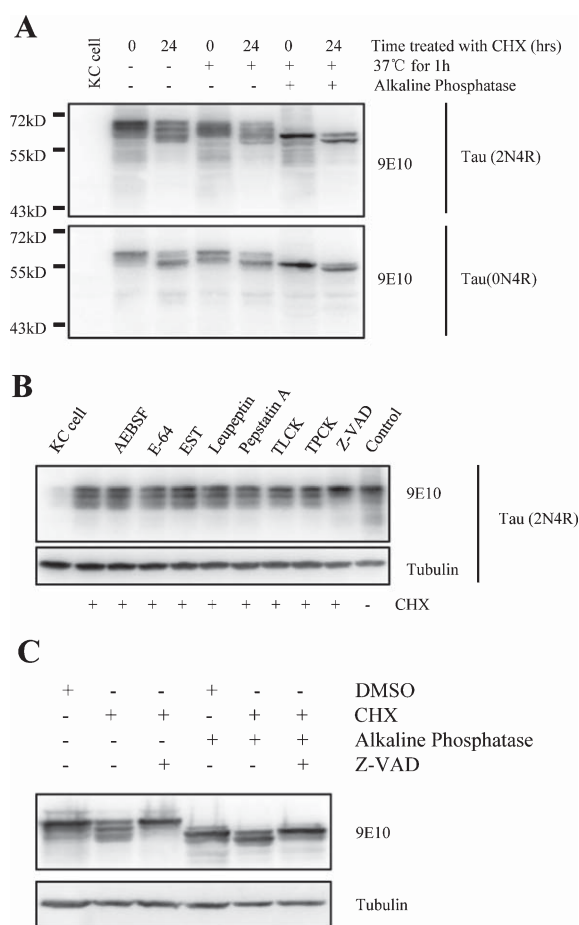 A
KC cell
0 24 0 24 0 24 Time treated with CHX (hrs)
- - + + + + 37℃ for 1h
- - - - + + Alkaline Phosphatase
72kD
55kD
43kD
9E10
Tau (2N4R)
72kD
55kD
43kD
9E10
Tau(0N4R)
B
KC cell
AEBSF
E-64
EST
Leupeptin
Pepstatin A
TLCK
TPCK
Z-VAD
Control
9E10
Tau (2N4R)
Tubulin
+ + + + + + + + + - CHX
C
+ - - + - - DMSO
- + + - + + CHX
- - - + + + Alkaline Phosphatase
- - + - - + Z-VAD
9E10
Tubulin